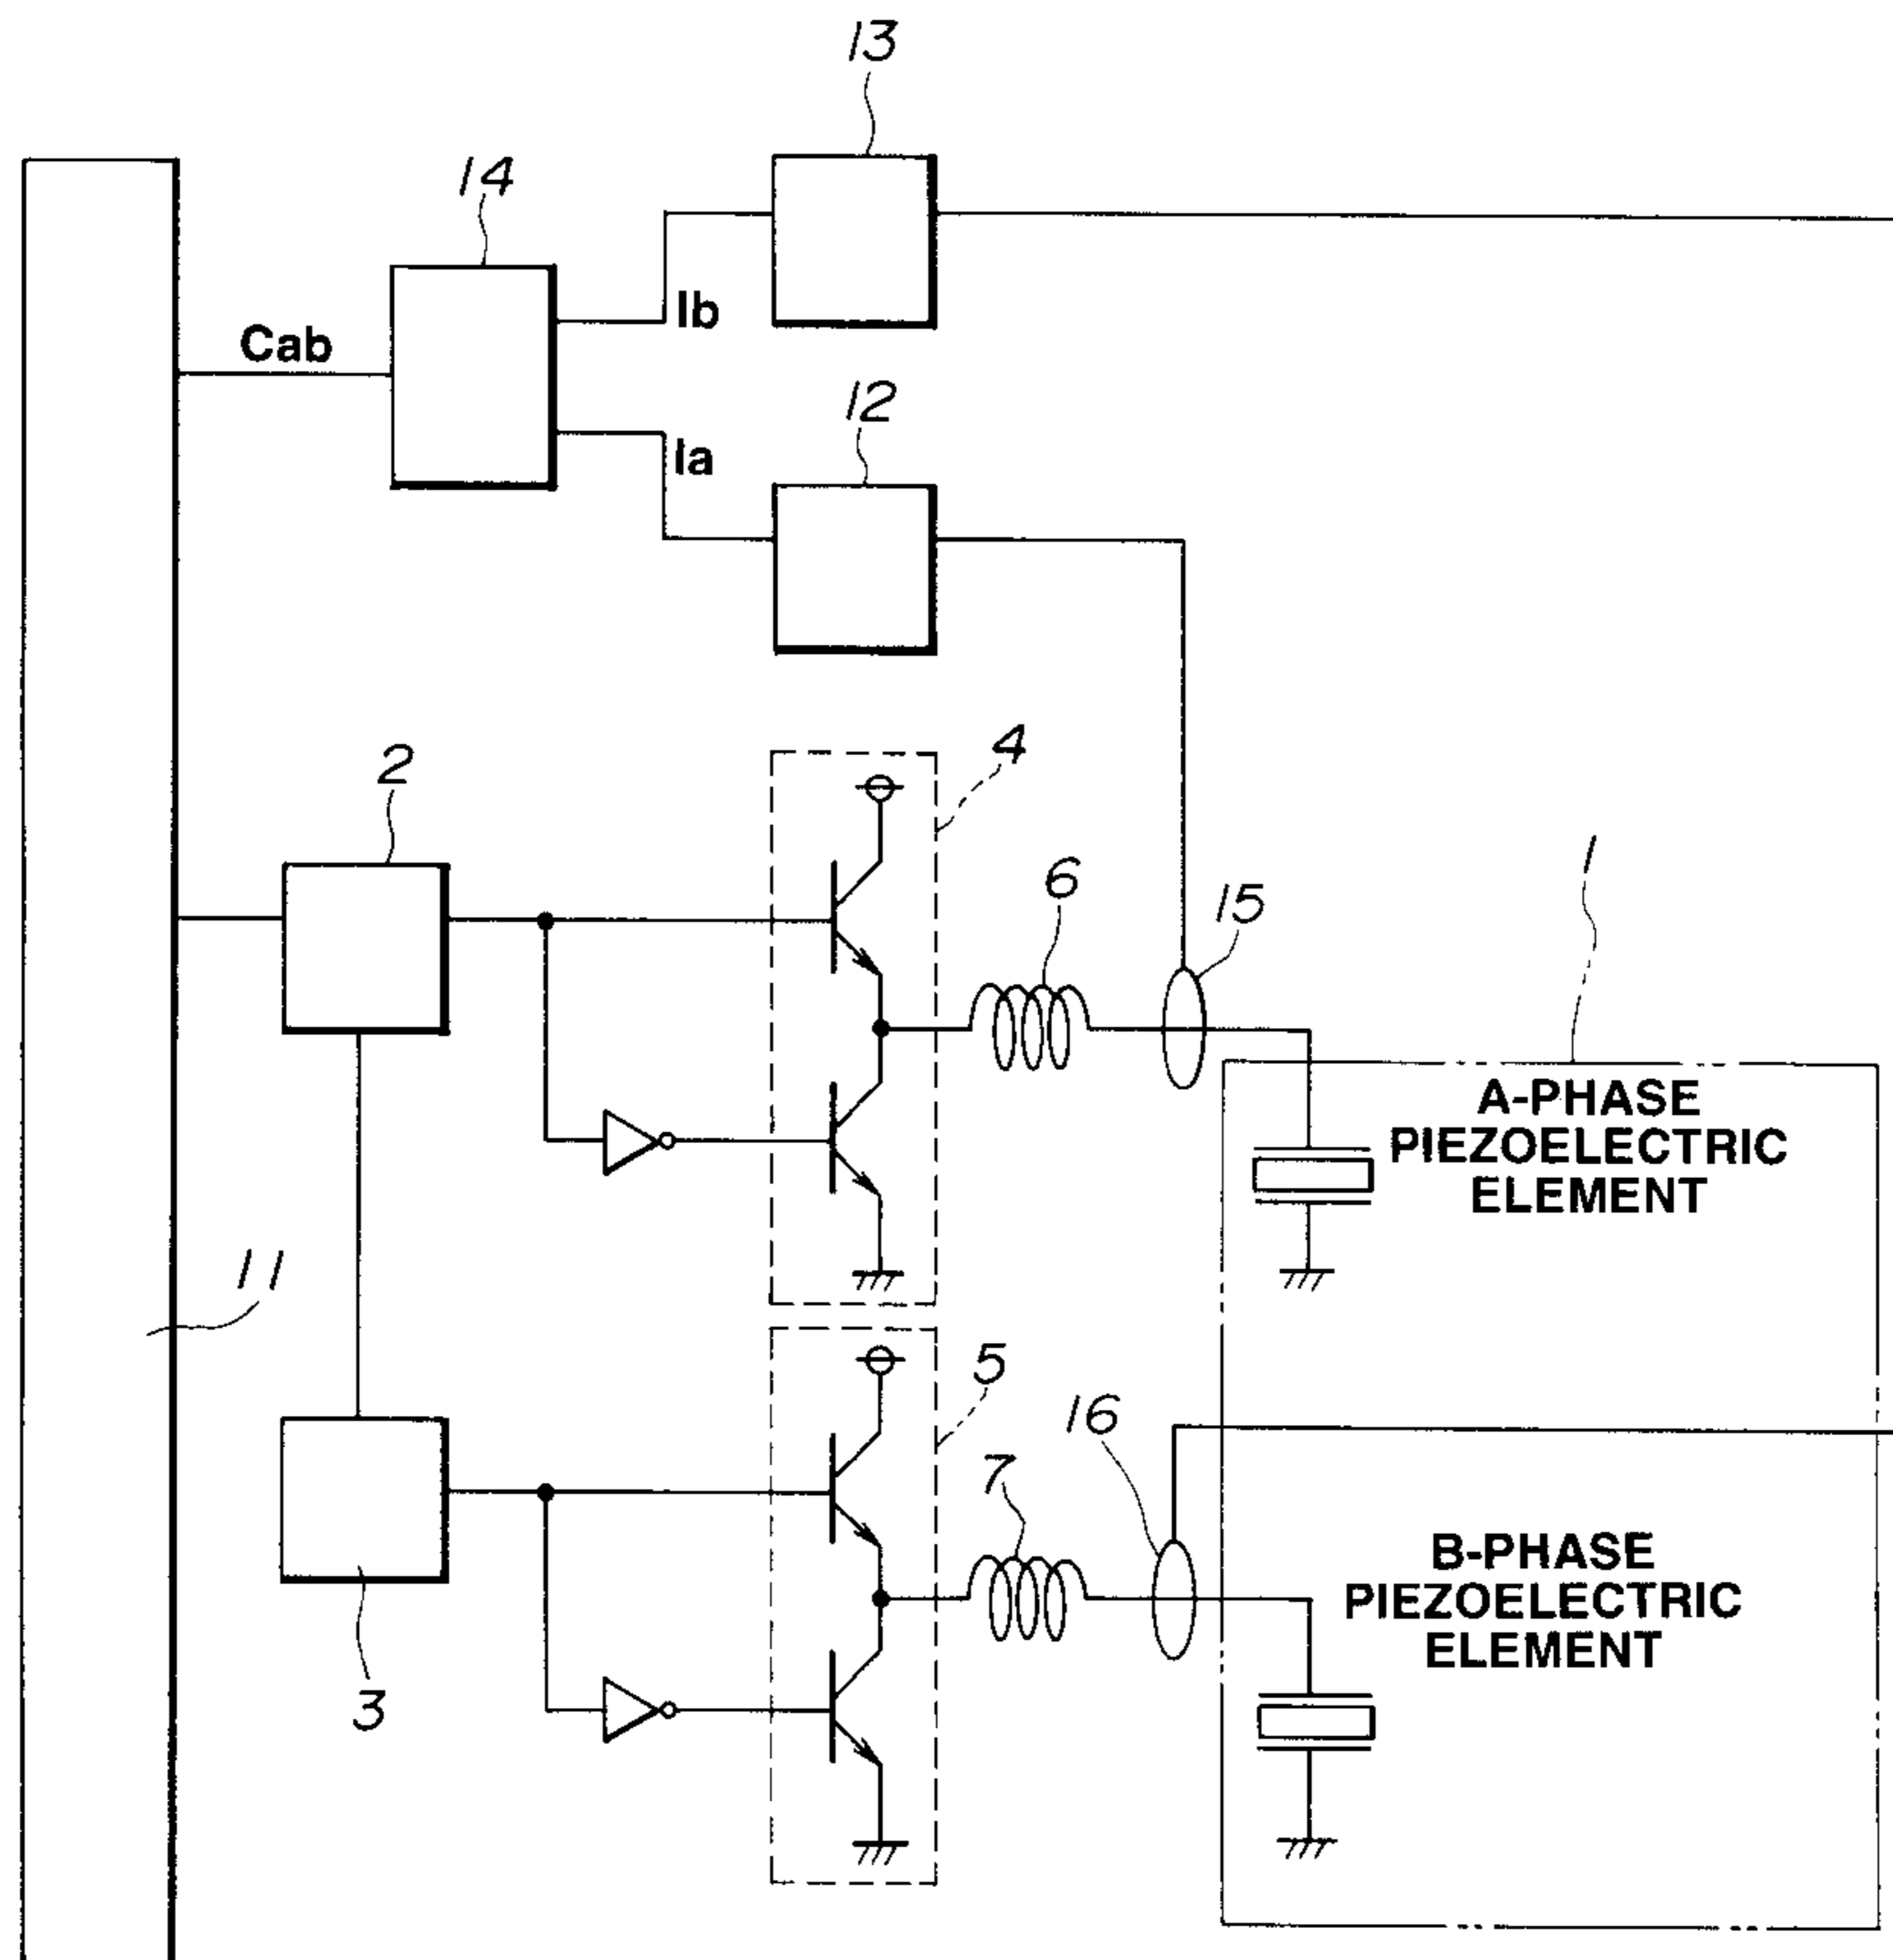 13
14
Ib
Cab
12
Ia
4
2
1
6
15
A-PHASE
PIEZOELECTRIC
ELEMENT
11
5
16
7
B-PHASE
PIEZOELECTRIC
ELEMENT
3